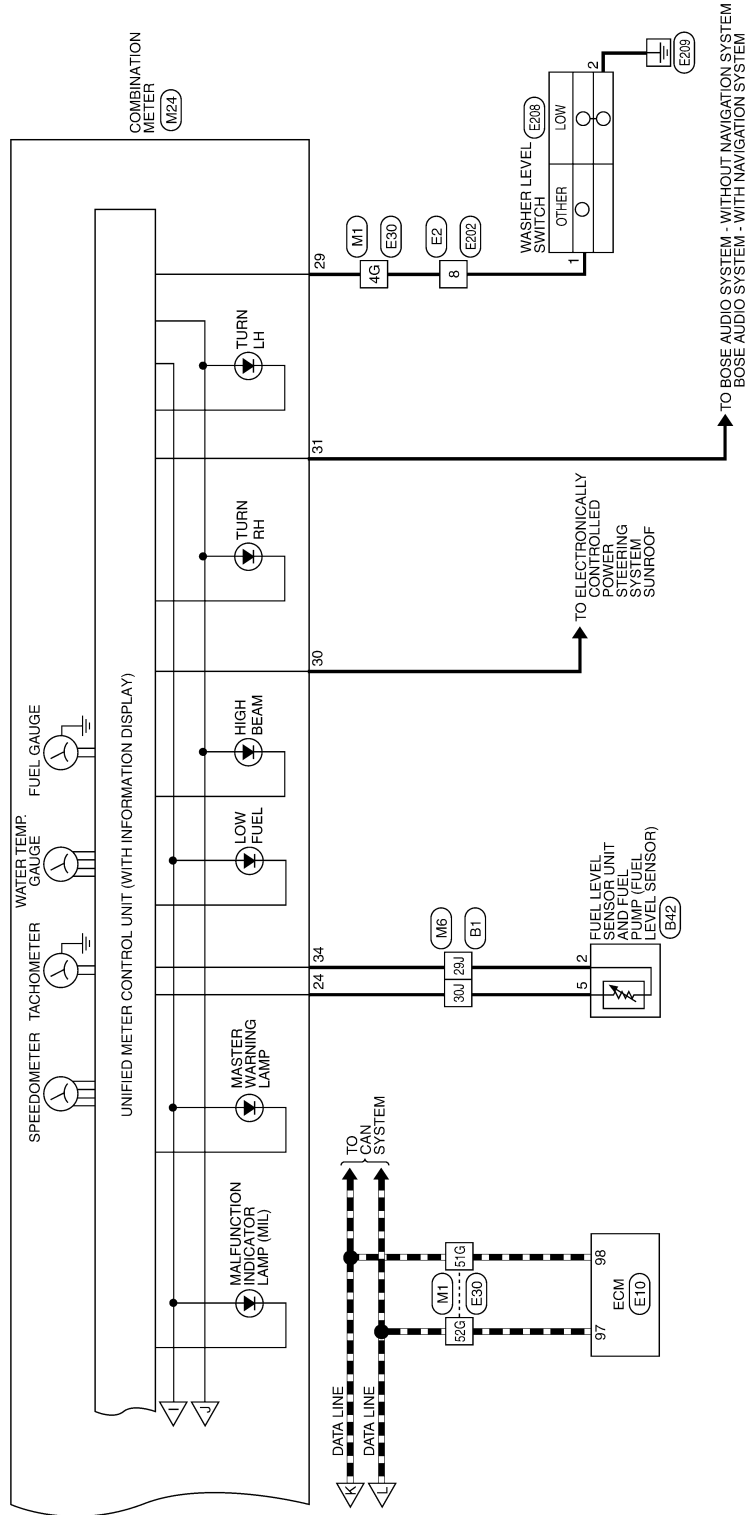 SPEEDOMETER
TACHOMETER
WATER TEMP.
GAUGE
FUEL GAUGE
COMBINATION
METER
M24
UNIFIED METER CONTROL UNIT (WITH INFORMATION DISPLAY)
I
J
MALFUNCTION
INDICATOR
LAMP (MIL)
MASTER
WARNING
LAMP
LOW
FUEL
HIGH
BEAM
TURN
RH
TURN
LH
24
34
30
31
29
K
DATA LINE
L
DATA LINE
TO
CAN
SYSTEM
52G
51G
M1
E30
97
98
ECM
E10
30J
29J
M6
B1
5
2
FUEL LEVEL
SENSOR UNIT
AND FUEL
PUMP (FUEL
LEVEL SENSOR)
B42
TO ELECTRONICALLY
CONTROLLED
POWER
STEERING
SYSTEM
SUNROOF
4G
M1
E30
8
E2
E202
WASHER LEVEL
SWITCH
E208
OTHER
LOW
1
2
E209
TO BOSE AUDIO SYSTEM - WITHOUT NAVIGATION SYSTEM
BOSE AUDIO SYSTEM - WITH NAVIGATION SYSTEM